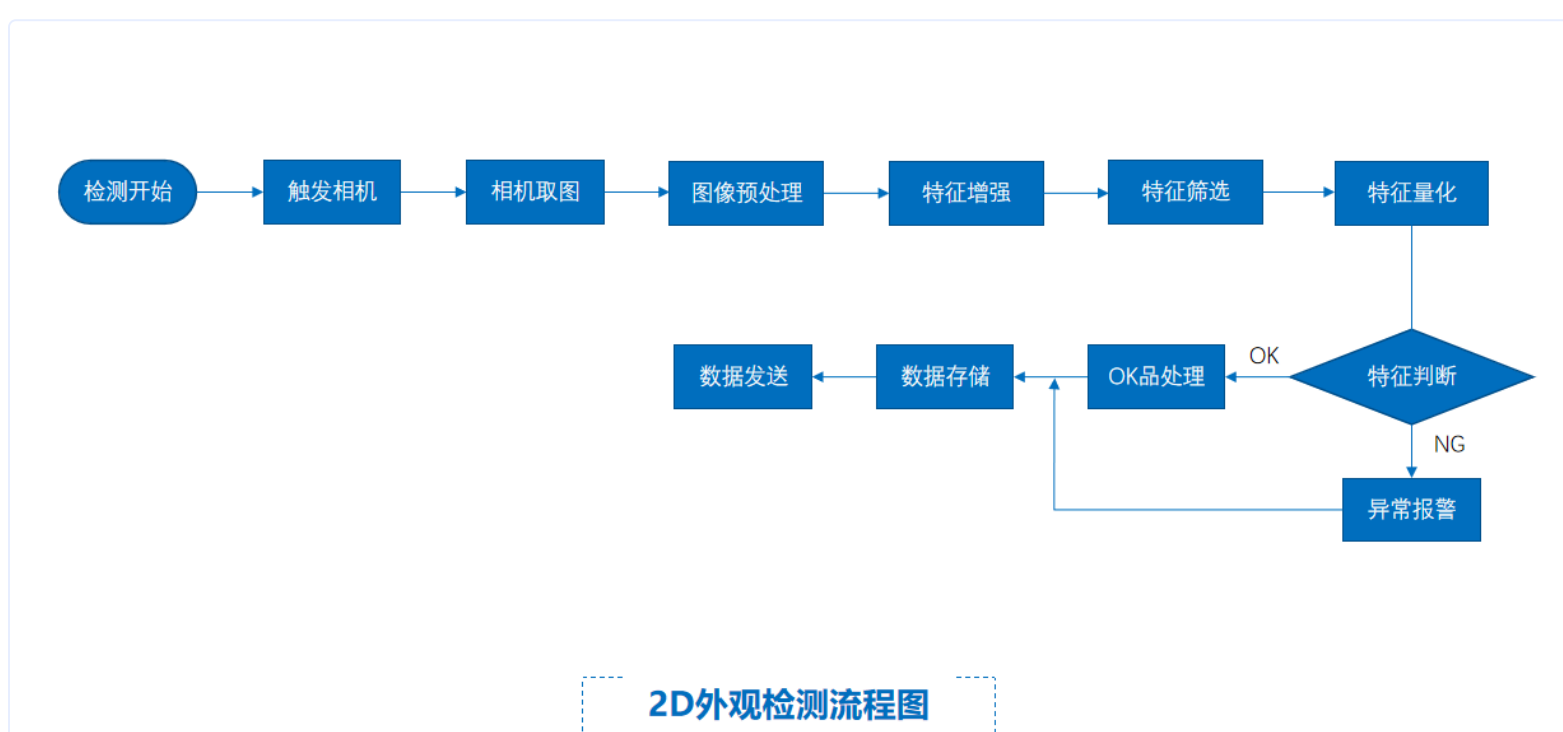 检测开始
触发相机
相机取图
图像预处理
特征增强
特征筛选
特征量化
特征判断
OK
OK品处理
数据存储
数据发送
NG
异常报警
2D外观检测流程图